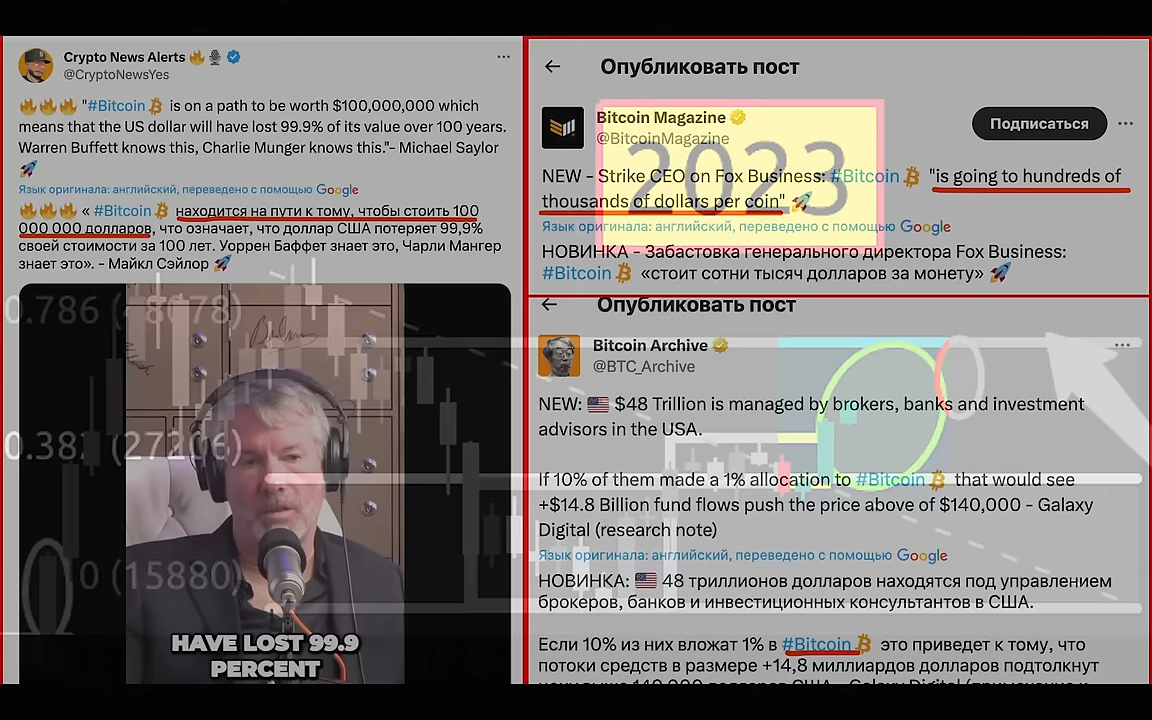 Crypto News Alerts
@CryptoNewsYes
"#Bitcoin is on a path to be worth $100,000,000 which
means that the US dollar will have lost 99.9% of its value over 100 years.
Warren Buffett knows this, Charlie Munger knows this."- Michael Saylor
Язык оригинала: английский, переведено с помощью Google
« #Bitcoin находится на пути к тому, чтобы стоить 100
000 000 долларов, что означает, что доллар США потеряет 99,9%
своей стоимости за 100 лет. Уоррен Баффет знает это, Чарли Мангер
знает это». - Майкл Сэйлор
0.786 (48078)
0.382 (27206)
0 (15880)
HAVE LOST 99.9
PERCENT
Опубликовать пост
Bitcoin Magazine
@BitcoinMagazine
Подписаться
2023
NEW - Strike CEO on Fox Business: #Bitcoin "is going to hundreds of
thousands of dollars per coin"
Язык оригинала: английский, переведено с помощью Google
НОВИНКА - Забастовка генерального директора Fox Business:
#Bitcoin «стоит сотни тысяч долларов за монету»
Опубликовать пост
Bitcoin Archive
@BTC_Archive
NEW: $48 Trillion is managed by brokers, banks and investment
advisors in the USA.
If 10% of them made a 1% allocation to #Bitcoin that would see
+$14.8 Billion fund flows push the price above of $140,000 - Galaxy
Digital (research note)
Язык оригинала: английский, переведено с помощью Google
НОВИНКА: 48 триллионов долларов находятся под управлением
брокеров, банков и инвестиционных консультантов в США.
Если 10% из них вложат 1% в #Bitcoin это приведет к тому, что
потоки средств в размере +14,8 миллиардов долларов подтолкнут